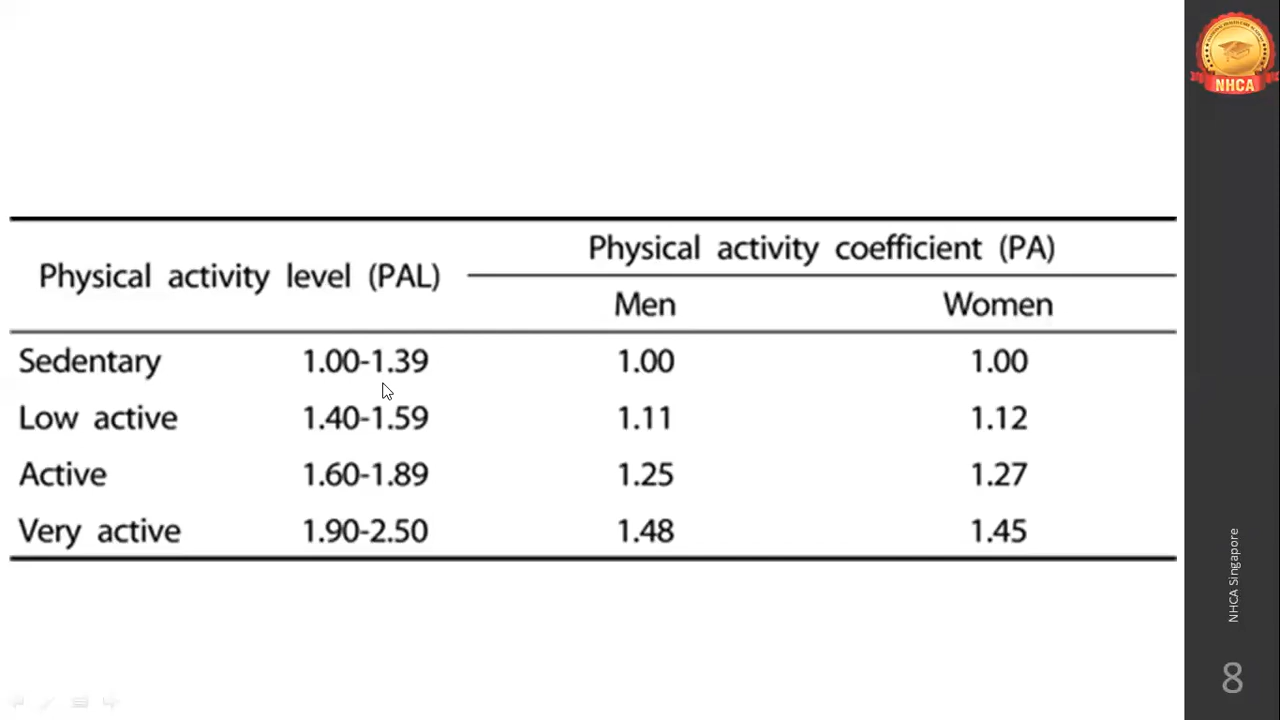 Physical activity level (PAL)
Physical activity coefficient (PA)
Men Women
Sedentary 1.00-1.39 1.00 1.00
Low active 1.40-1.59 1.11 1.12
Active 1.60-1.89 1.25 1.27
Very active 1.90-2.50 1.48 1.45
NHCA
NHCA Singapore
8